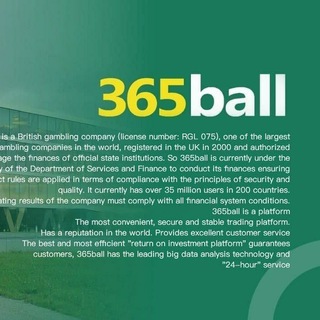 365ball
is a British gambling company (license number: RGL 075), one of the largest
ambling companies in the world, registered in the UK in 2000 and authorized
age the finances of official state institutions. So 365ball is currently under the
y of the Department of Services and Finance to conduct its finances ensuring
ct rules are applied in terms of compliance with the principles of security and
quality. It currently has over 35 million users in 200 countries.
ating results of the company must comply with all financial system conditions.
365ball is a platform
The most convenient, secure and stable trading platform.
Has a reputation in the world. Provides excellent customer service
The best and most efficient "return on investment platform" guarantees
customers, 365ball has the leading big data analysis technology and
"24-hour" service